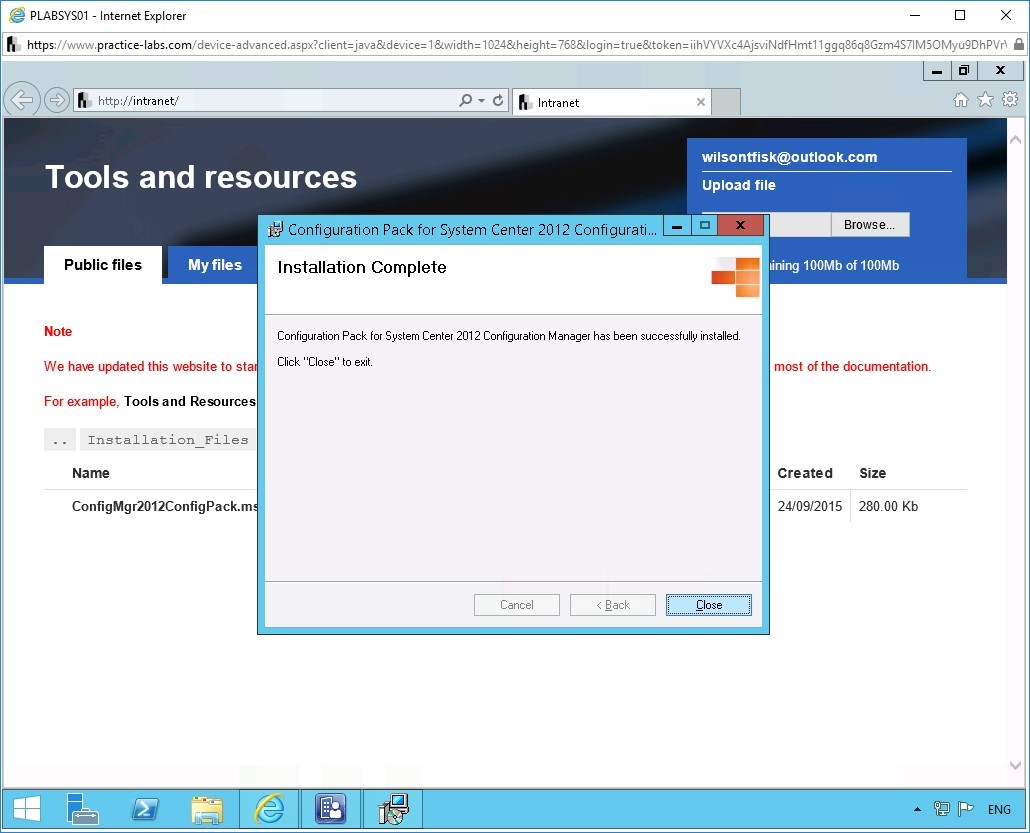 PLABSYS01 - Internet Explorer
https://www.practice-labs.com/device-advanced.aspx?client=java&device=1&width=1024&height=768&login=true&token=
http://intranet/
Intranet
Tools and resources
wilsontfisk@outlook.com
Upload file
Browse...
ining 100Mb of 100Mb
Public files
My files
Configuration Pack for System Center 2012 Configurati...
Installation Complete
Configuration Pack for System Center 2012 Configuration Manager has been successfully installed.
Click "Close" to exit.
Cancel
< Back
Close
Note
We have updated this website to star
most of the documentation.
For example, Tools and Resources
..
Installation_Files
Name
Created
Size
ConfigMgr2012ConfigPack.ms
24/09/2015
280.00 Kb
ENG